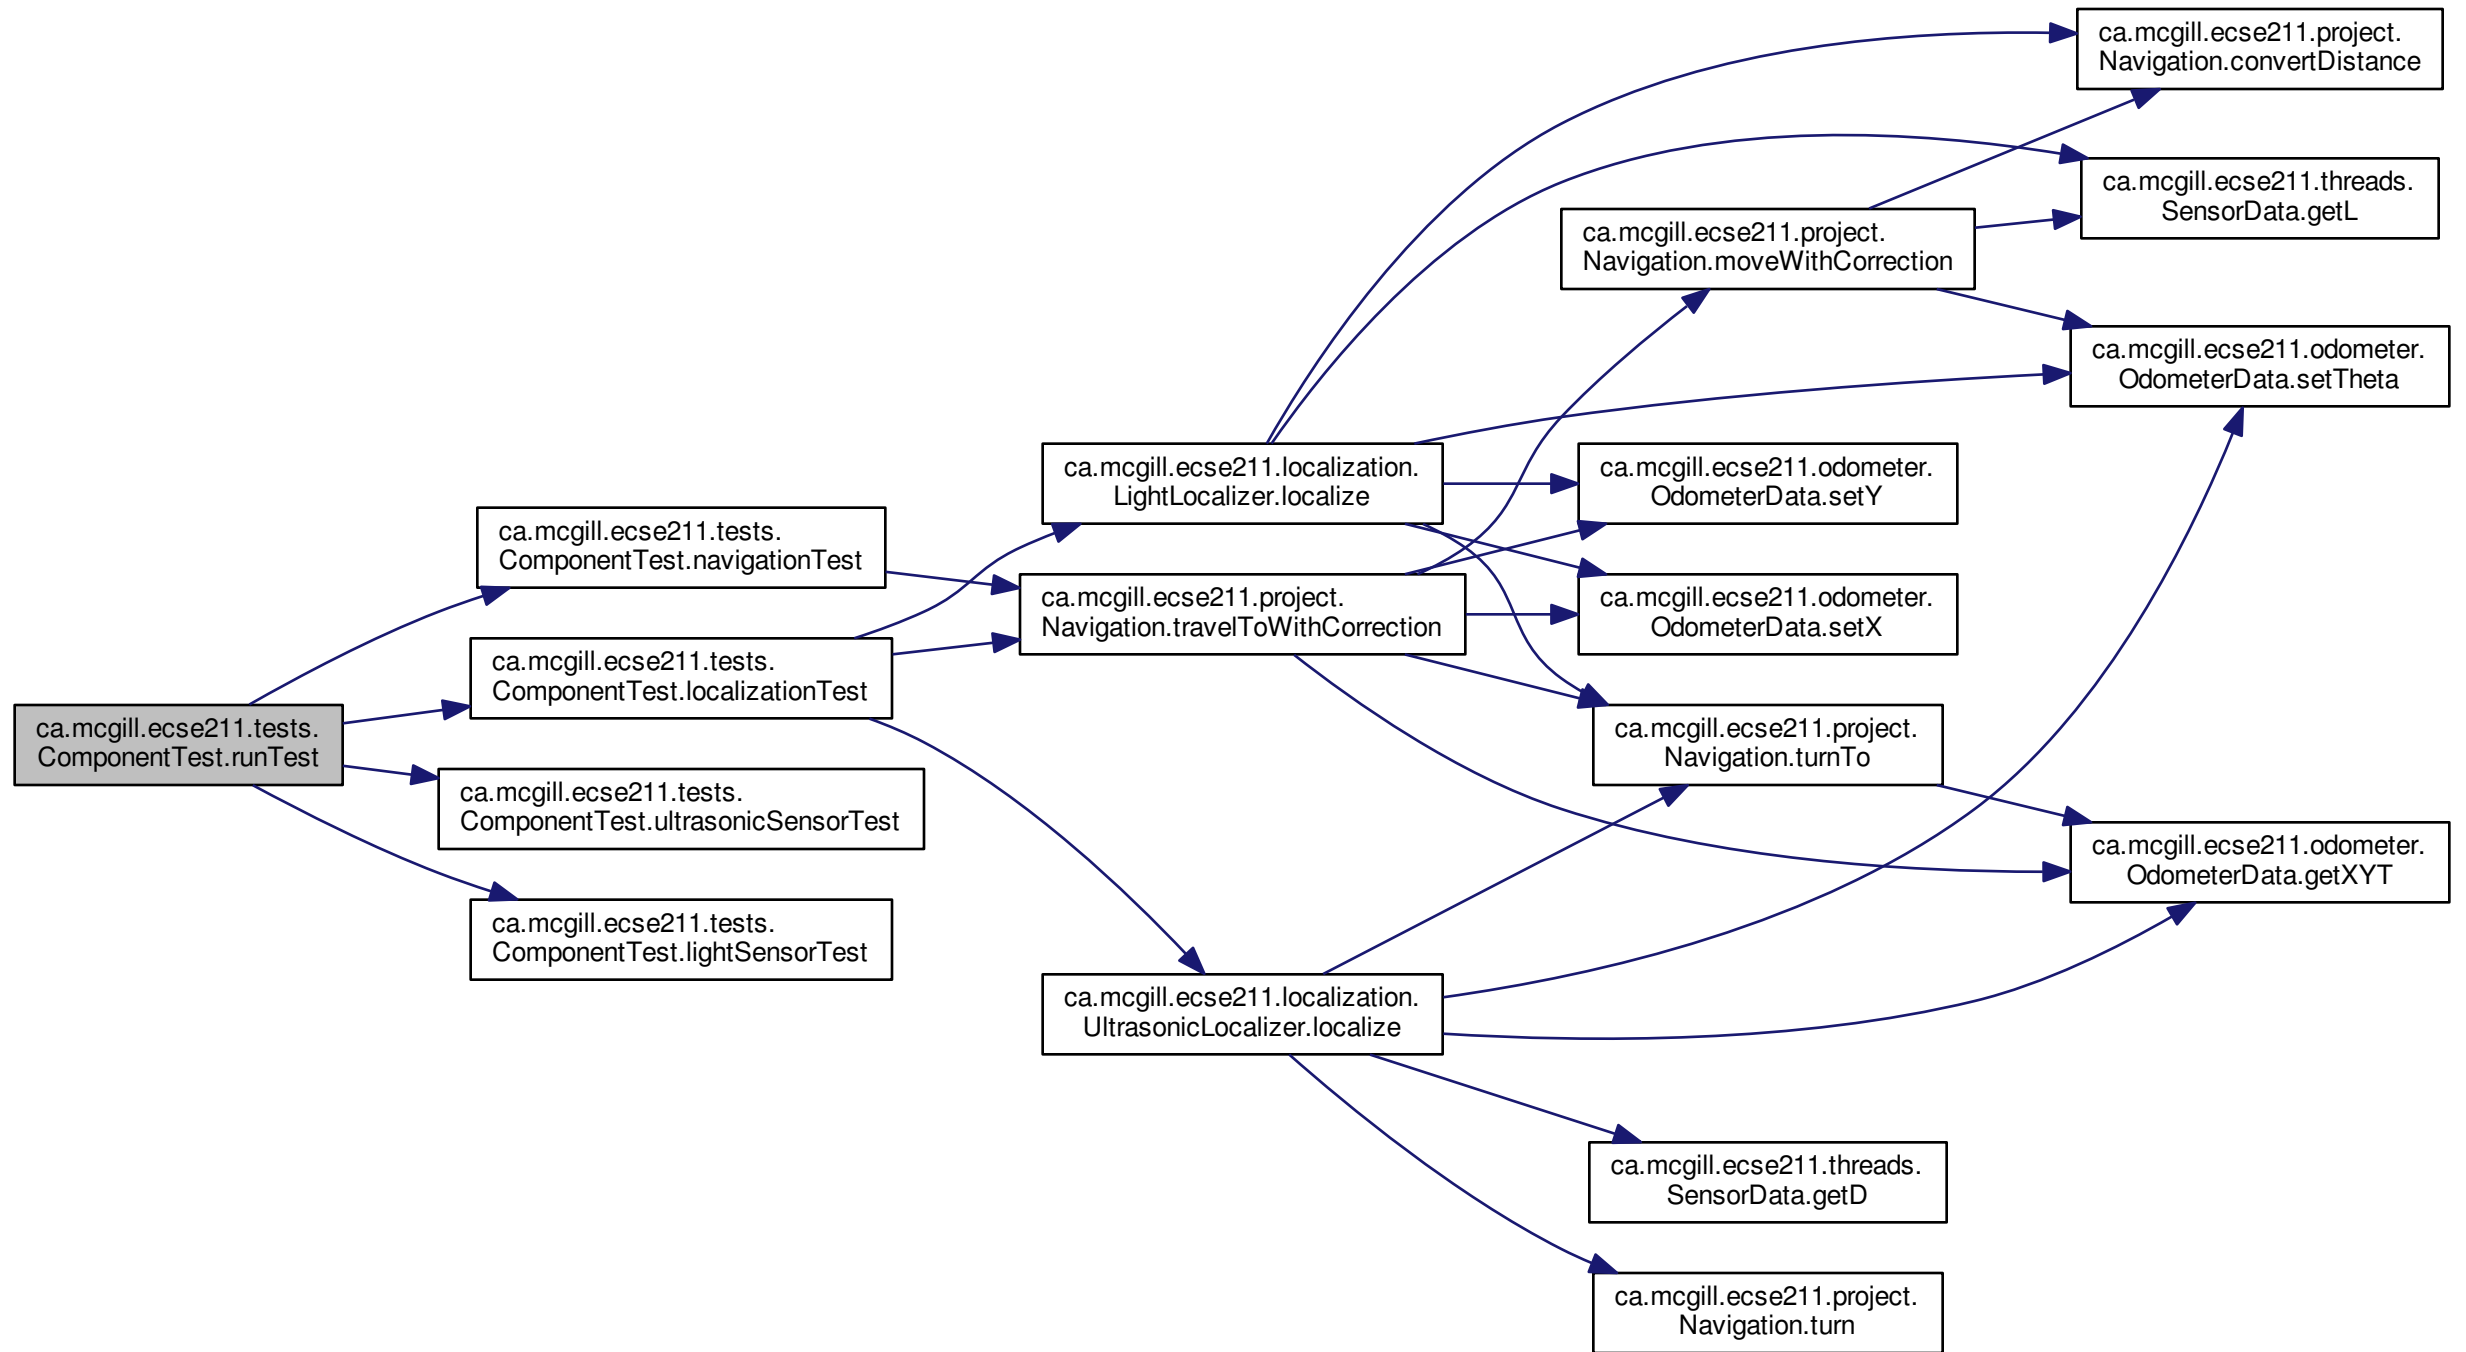 ca.mcgill.ecse211.tests.
ComponentTest.runTest
ca.mcgill.ecse211.tests.
ComponentTest.navigationTest
ca.mcgill.ecse211.tests.
ComponentTest.localizationTest
ca.mcgill.ecse211.tests.
ComponentTest.ultrasonicSensorTest
ca.mcgill.ecse211.tests.
ComponentTest.lightSensorTest
ca.mcgill.ecse211.localization.
LightLocalizer.localize
ca.mcgill.ecse211.project.
Navigation.travelToWithCorrection
ca.mcgill.ecse211.localization.
UltrasonicLocalizer.localize
ca.mcgill.ecse211.project.
Navigation.moveWithCorrection
ca.mcgill.ecse211.odometer.
OdometerData.setY
ca.mcgill.ecse211.odometer.
OdometerData.setX
ca.mcgill.ecse211.project.
Navigation.turnTo
ca.mcgill.ecse211.threads.
SensorData.getD
ca.mcgill.ecse211.project.
Navigation.turn
ca.mcgill.ecse211.project.
Navigation.convertDistance
ca.mcgill.ecse211.threads.
SensorData.getL
ca.mcgill.ecse211.odometer.
OdometerData.setTheta
ca.mcgill.ecse211.odometer.
OdometerData.getXYT